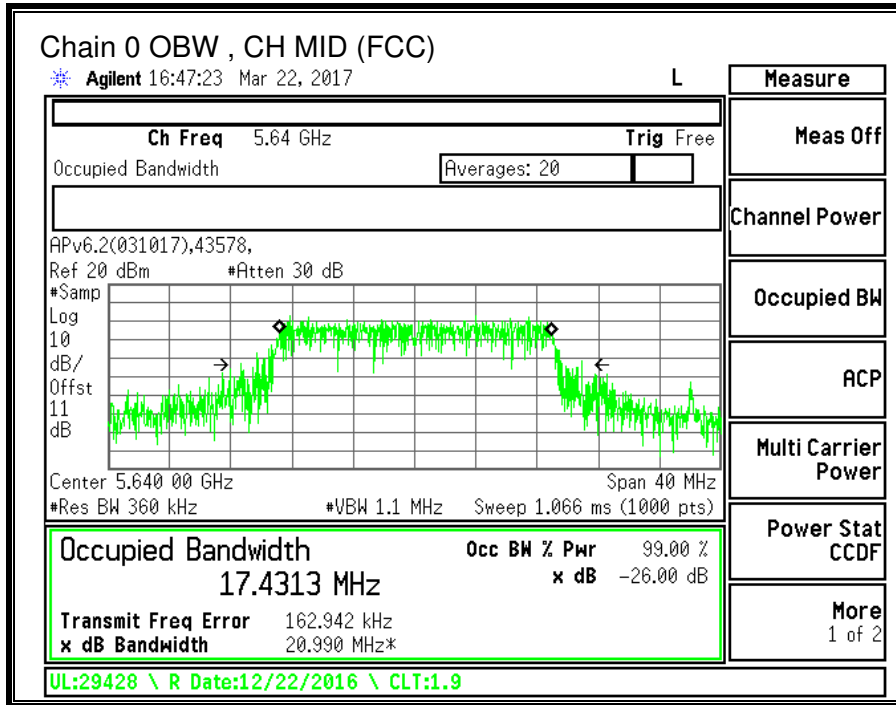 Chain 0 OBW , CH MID (FCC)
Agilent 16:47:23 Mar 22, 2017 L
Measure
Ch Freq 5.64 GHz Trig Free
Meas Off
Occupied Bandwidth Averages: 20
Channel Power
APv6.2(031017),43578,
Ref 20 dBm #Atten 30 dB
#Samp
Log
10
dB/
Offst
11
dB
Occupied BW
ACP
Center 5.640 00 GHz Span 40 MHz
#Res BW 360 kHz #VBW 1.1 MHz Sweep 1.066 ms (1000 pts)
Multi Carrier
Power
Occupied Bandwidth Occ BW % Pwr 99.00 %
17.4313 MHz x dB -26.00 dB
Power Stat
CCDF
Transmit Freq Error 162.942 kHz
x dB Bandwidth 20.990 MHz*
More
1 of 2
UL:29428 \ R Date:12/22/2016 \ CLT:1.9